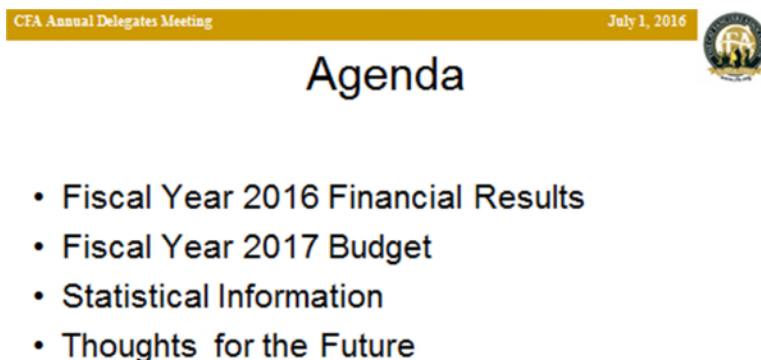 CFA Annual Delegates Meeting July 1, 2016
Agenda
• Fiscal Year 2016 Financial Results
• Fiscal Year 2017 Budget
• Statistical Information
• Thoughts for the Future